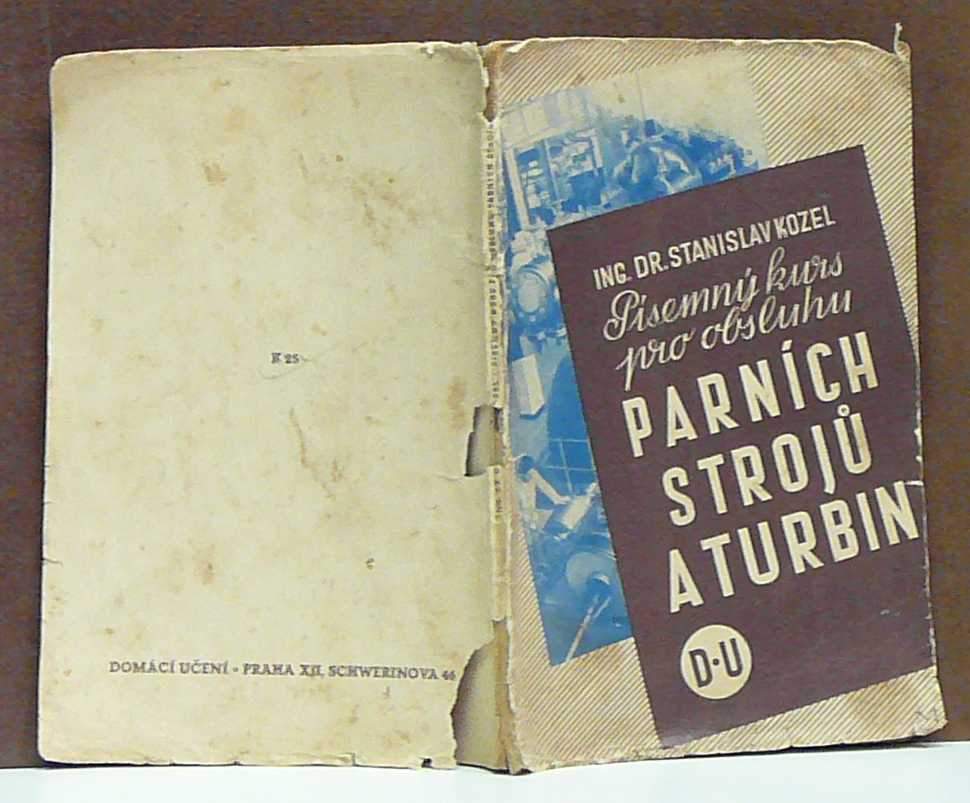 K 25
DOMÁCÍ UČENÍ - PRAHA XII, SCHWERINOVA 46
ING. DR. STANISLAV KOZEL
Písemný kurs
pro obsluhu
PARNÍCH
STROJŮ
A TURBIN
D·U